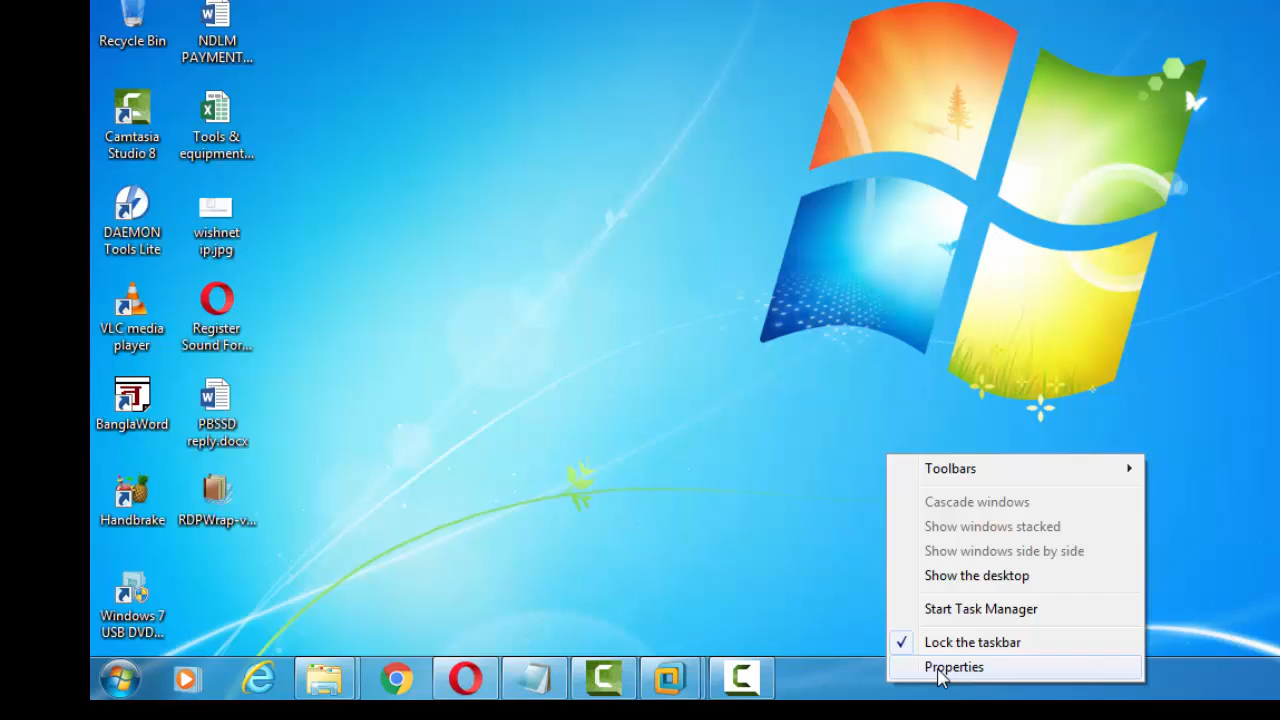 Recycle Bin
NDLM
PAYMENT...
Camtasia
Studio 8
Tools &
equipment...
DAEMON
Tools Lite
wishnet
ip.jpg
VLC media
player
Register
Sound For...
BanglaWord
PBSSD
reply.docx
Handbrake
RDPWrap-v...
Windows 7
USB DVD...
Toolbars
Cascade windows
Show windows stacked
Show windows side by side
Show the desktop
Start Task Manager
Lock the taskbar
Properties